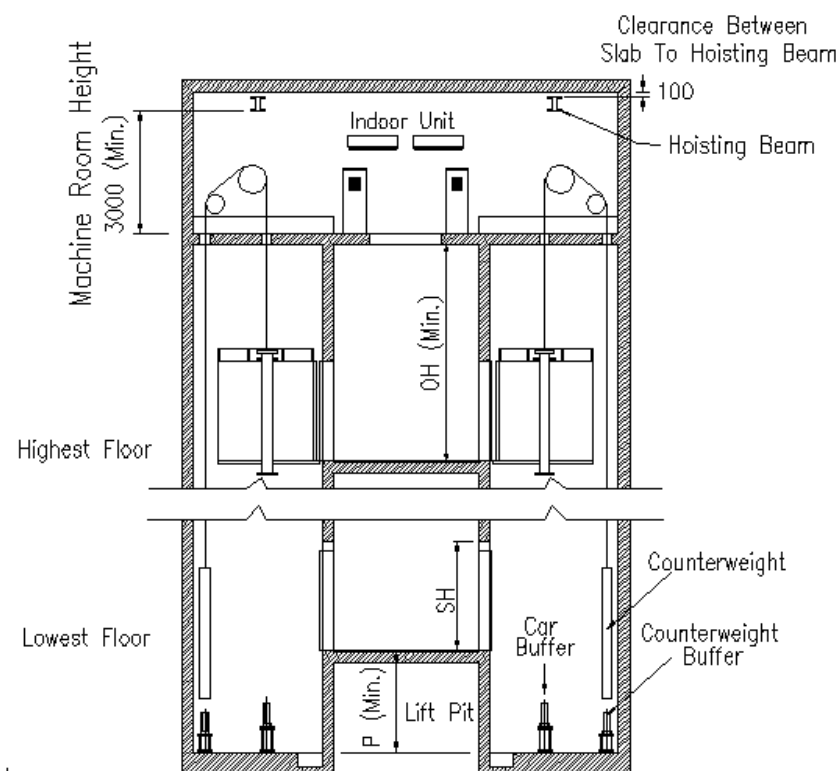 Clearance Between
Slab To Hoisting Beam
100
Machine Room Height
3000 (Min.)
Indoor Unit
Hoisting Beam
OH (Min.)
Highest Floor
SH
Counterweight
Lowest Floor
Car
Buffer
Counterweight
Buffer
P (Min.)
Lift Pit